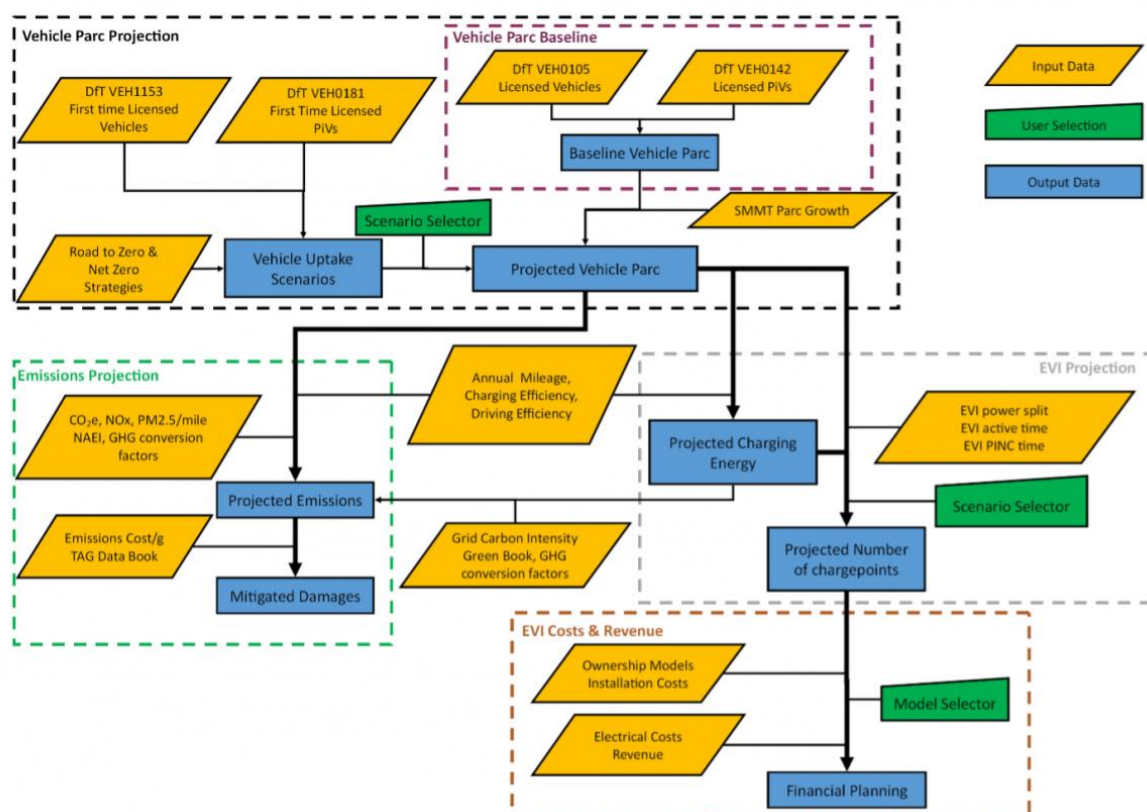 Vehicle Parc Projection
Vehicle Parc Baseline
DfT VEH1153
First time Licensed
Vehicles
DfT VEH0181
First Time Licensed
PiVs
DfT VEH0105
Licensed Vehicles
DfT VEH0142
Licensed PiVs
Baseline Vehicle Parc
Input Data
User Selection
Output Data
SMMT Parc Growth
Scenario Selector
Road to Zero &
Net Zero
Strategies
Vehicle Uptake
Scenarios
Projected Vehicle Parc
Emissions Projection
EVI Projection
Annual Mileage,
Charging Efficiency,
Driving Efficiency
CO₂e, NOx, PM2.5/mile
NAEI, GHG conversion
factors
Projected Charging
Energy
EVI power split
EVI active time
EVI PINC time
Projected Emissions
Scenario Selector
Emissions Cost/g
TAG Data Book
Grid Carbon Intensity
Green Book, GHG
conversion factors
Projected Number
of chargepoints
Mitigated Damages
EVI Costs & Revenue
Ownership Models
Installation Costs
Model Selector
Electrical Costs
Revenue
Financial Planning